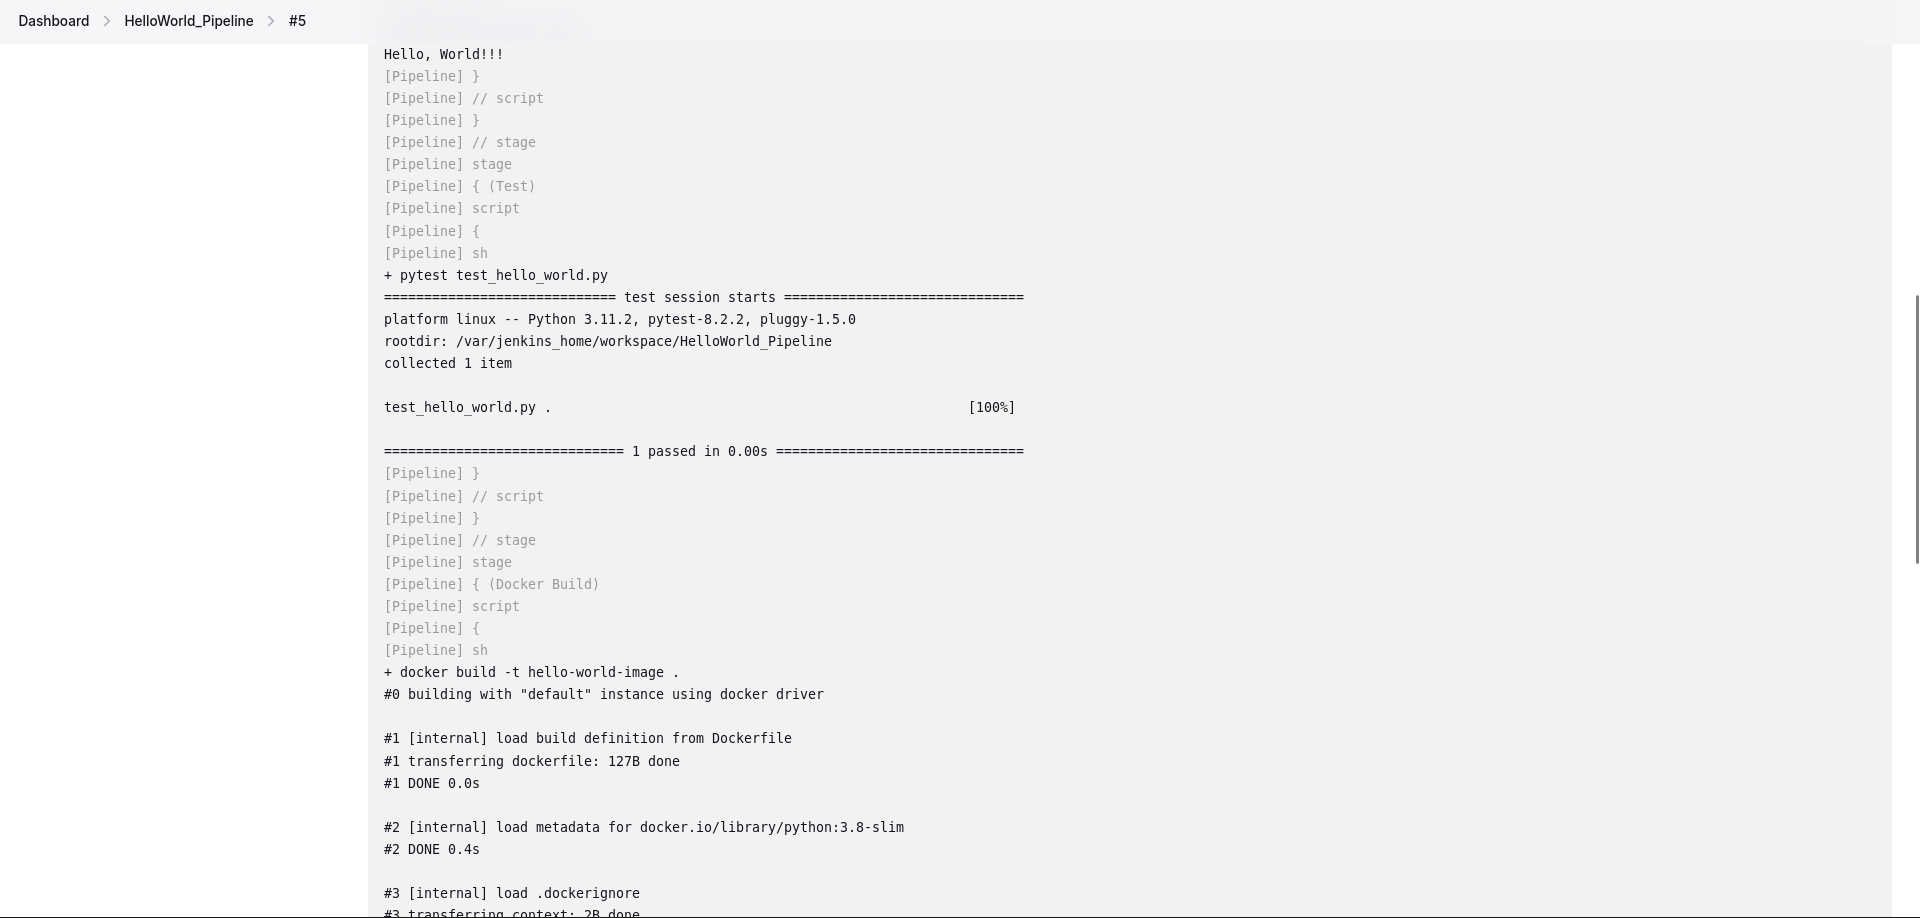 Dashboard > HelloWorld_Pipeline > #5
Hello, World!!!
[Pipeline] }
[Pipeline] // script
[Pipeline] }
[Pipeline] // stage
[Pipeline] stage
[Pipeline] { (Test)
[Pipeline] script
[Pipeline] {
[Pipeline] sh
+ pytest test_hello_world.py
============================= test session starts ==============================
platform linux -- Python 3.11.2, pytest-8.2.2, pluggy-1.5.0
rootdir: /var/jenkins_home/workspace/HelloWorld_Pipeline
collected 1 item
test_hello_world.py . [100%]
============================== 1 passed in 0.00s ===============================
[Pipeline] }
[Pipeline] // script
[Pipeline] }
[Pipeline] // stage
[Pipeline] stage
[Pipeline] { (Docker Build)
[Pipeline] script
[Pipeline] {
[Pipeline] sh
+ docker build -t hello-world-image .
#0 building with "default" instance using docker driver
#1 [internal] load build definition from Dockerfile
#1 transferring dockerfile: 127B done
#1 DONE 0.0s
#2 [internal] load metadata for docker.io/library/python:3.8-slim
#2 DONE 0.4s
#3 [internal] load .dockerignore
#3 transferring context: 2B done